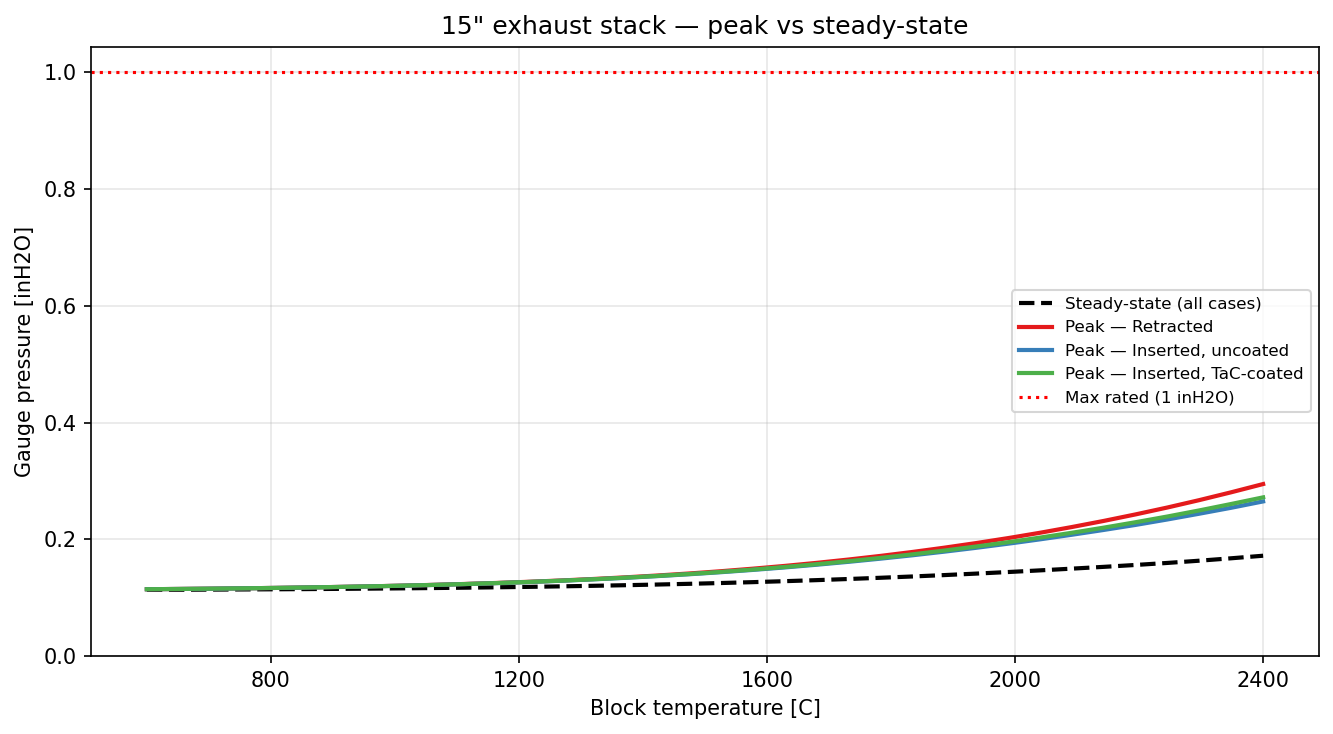 15" exhaust stack — peak vs steady-state
Gauge pressure [inH2O]
1.0
0.8
0.6
0.4
0.2
0.0
Steady-state (all cases)
Peak — Retracted
Peak — Inserted, uncoated
Peak — Inserted, TaC-coated
Max rated (1 inH2O)
800 1200 1600 2000 2400
Block temperature [C]